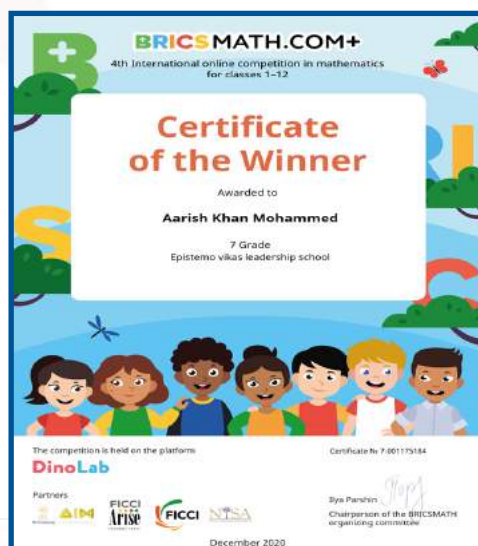 BRICSMATH.COM+
4th International online competition in mathematics
for classes 1–12
Certificate
of the Winner
Awarded to
Aarish Khan Mohammed
7 Grade
Epistemo vikas leadership school
The competition is held on the platform
DinoLab
Certificate № 7-001175184
Partners
AIM
FICCI
Arise
FICCI
NISA
Ilya Parshin
Chairperson of the BRICSMATH
organizing committee
December 2020